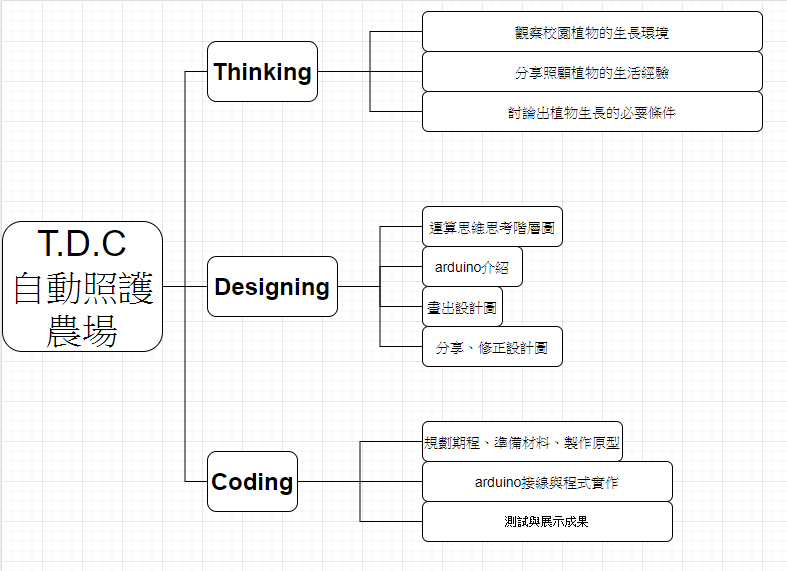 T.D.C
自動照護
農場
Thinking
觀察校園植物的生長環境
分享照顧植物的生活經驗
討論出植物生長的必要條件
Designing
運算思維思考階層圖
arduino介紹
畫出設計圖
分享、修正設計圖
Coding
規劃期程、準備材料、製作原型
arduino接線與程式實作
測試與展示成果